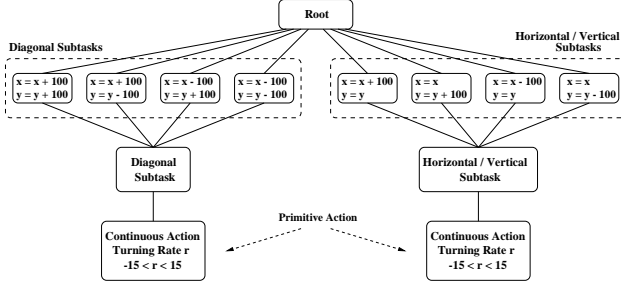 Root
Diagonal Subtasks
Horizontal / Vertical
Subtasks
x = x + 100
y = y + 100
x = x + 100
y = y - 100
x = x - 100
y = y + 100
x = x - 100
y = y - 100
x = x + 100
y = y
x = x
y = y + 100
x = x - 100
y = y
x = x
y = y - 100
Diagonal
Subtask
Horizontal / Vertical
Subtask
Primitive Action
Continuous Action
Turning Rate r
-15 < r < 15
Continuous Action
Turning Rate r
-15 < r < 15